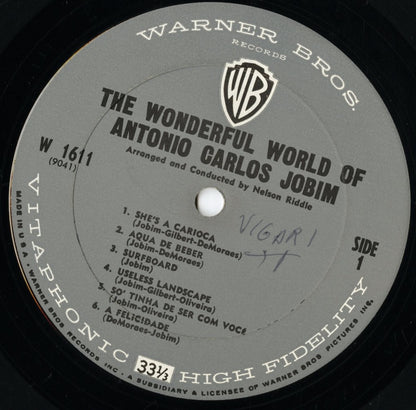 WARNER BROS.
RECORDS
WB
THE WONDERFUL WORLD OF
ANTONIO CARLOS JOBIM
Arranged and Conducted by Nelson Riddle
W 1611
(9041)
1. SHE'S A CARIOCA
(Jobim-Gilbert-DeMoraes)
2. AQUA DE BEBER
(Jobim-DeMoraes)
3. SURFBOARD
(Jobim)
4. USELESS LANDSCAPE
(Jobim-Gilbert-Oliveira)
5. SO' TINHA DE SER COM VOCÊ
(Jobim-Oliveira)
6. A FELICIDADE
(DeMoraes-Jobim)
SIDE
1
VITAPHONIC 33⅓ HIGH FIDELITY
MADE IN U.S.A. WARNER BROS. RECORDS INC. A SUBSIDIARY & LICENSEE OF WARNER BROS. PICTURES INC.